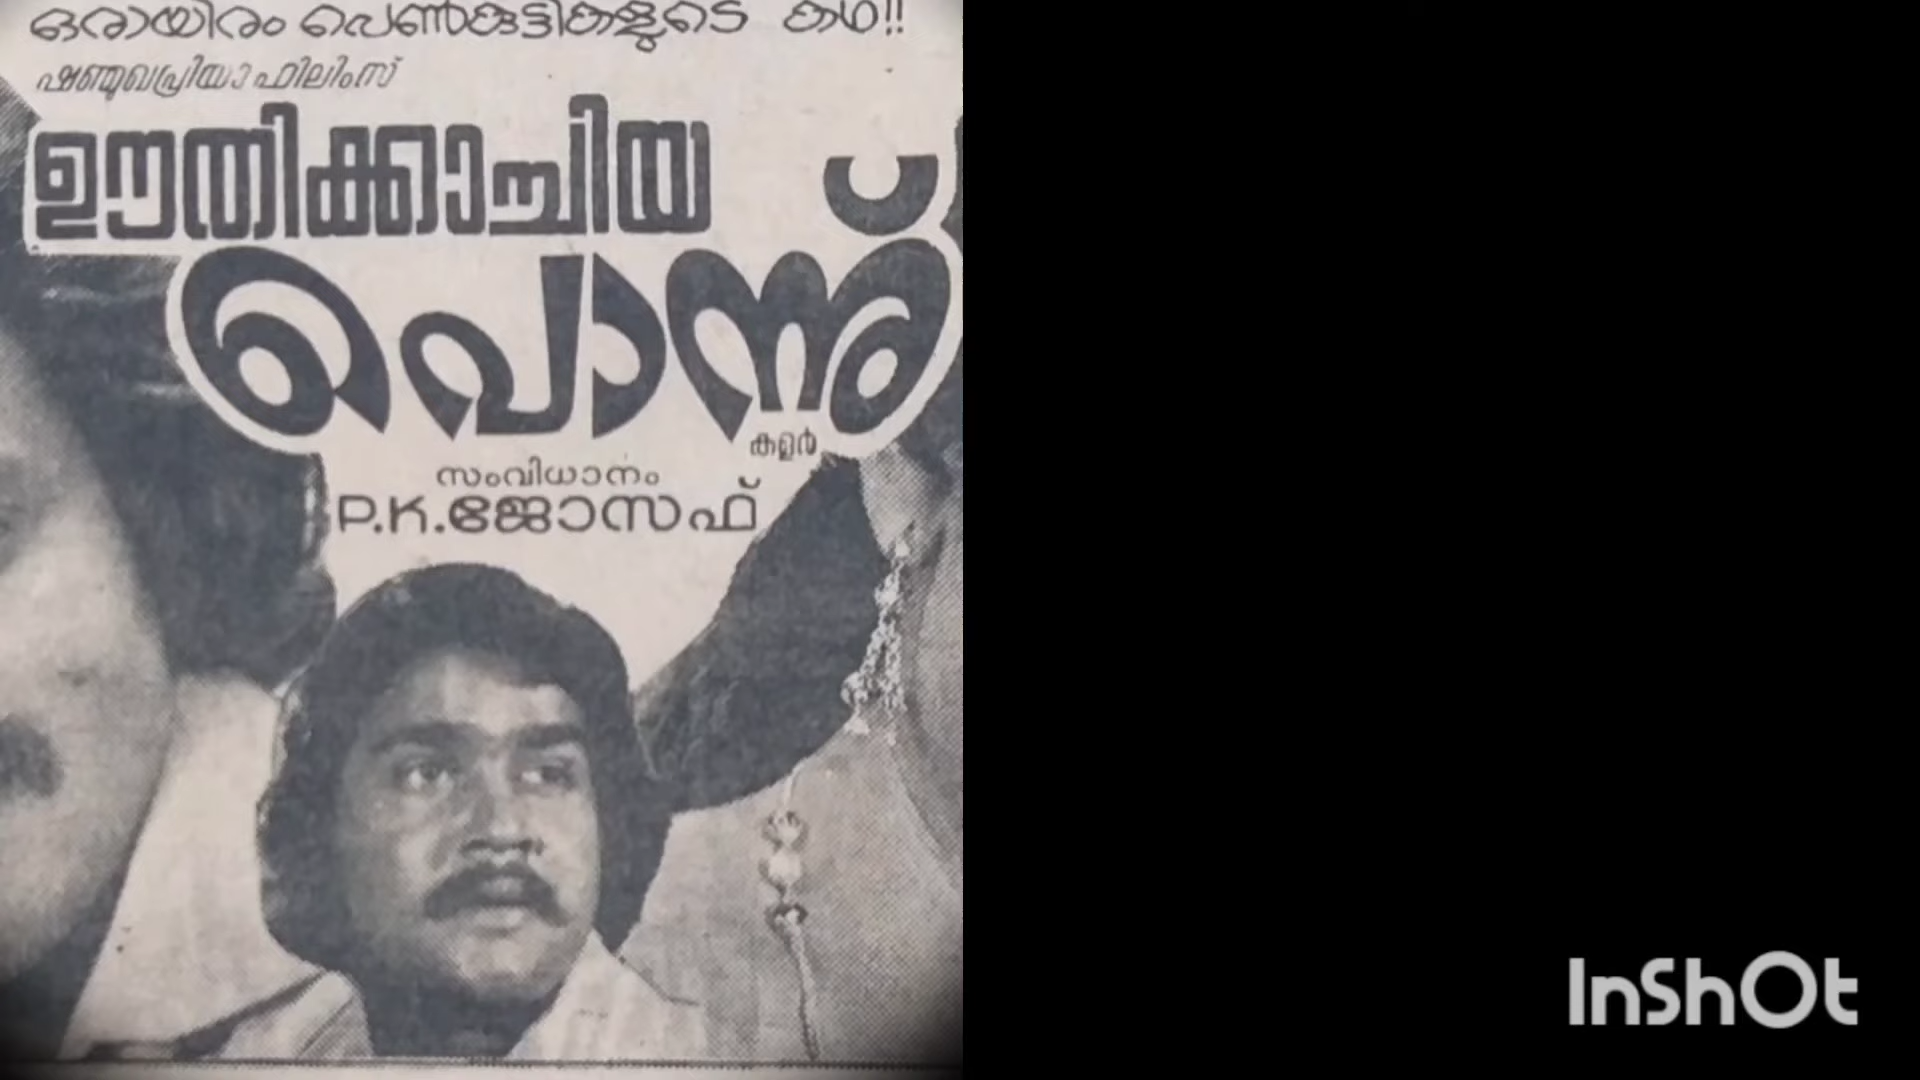 ഒരായിരം പെൺകുട്ടികളുടെ കഥ!!
ഷണ്മുഖപ്രിയാ ഫിലിംസ്
ഊതിക്കാച്ചിയ
പൊന്ന്
കളർ
സംവിധാനം
P.K.ജോസഫ്
InShOt